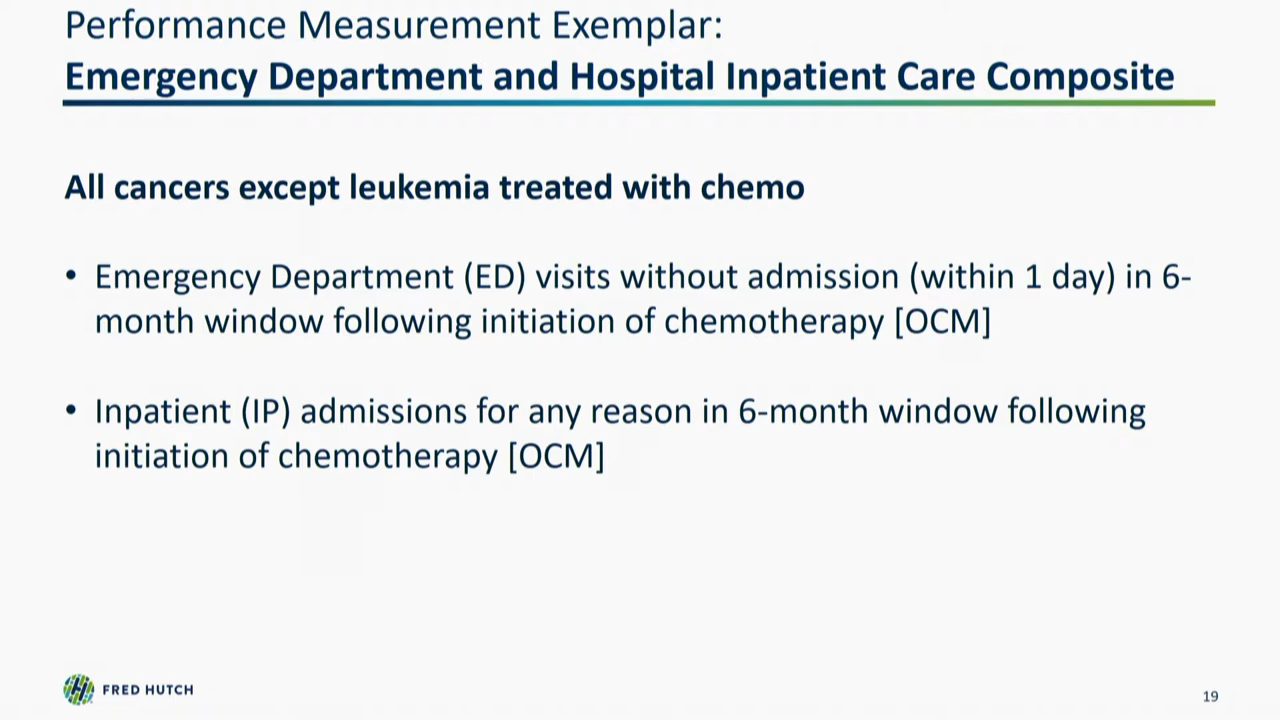 Performance Measurement Exemplar:
Emergency Department and Hospital Inpatient Care Composite
All cancers except leukemia treated with chemo
• Emergency Department (ED) visits without admission (within 1 day) in 6-
month window following initiation of chemotherapy [OCM]
• Inpatient (IP) admissions for any reason in 6-month window following
initiation of chemotherapy [OCM]
FRED HUTCH
19